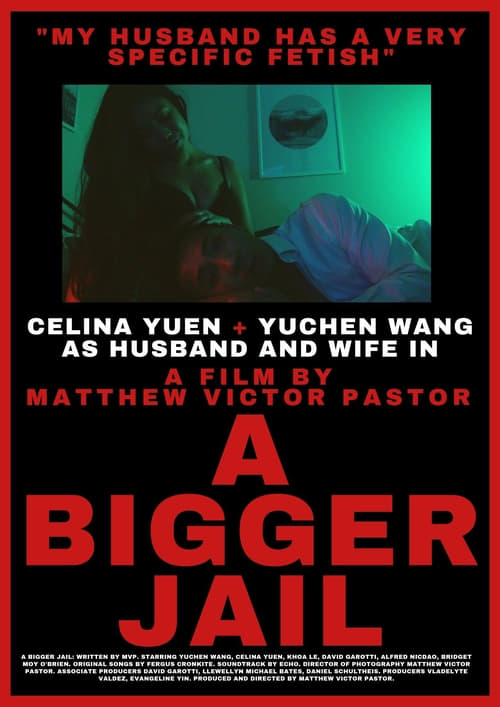 "MY HUSBAND HAS A VERY
SPECIFIC FETISH"
CELINA YUEN + YUCHEN WANG
AS HUSBAND AND WIFE IN
A FILM BY
MATTHEW VICTOR PASTOR
A
BIGGER
JAIL
A BIGGER JAIL: WRITTEN BY MVP. STARRING YUCHEN WANG, CELINA YUEN, KHOA LE, DAVID GAROTTI, ALFRED NICDAO, BRIDGET
MOY O'BRIEN. ORIGINAL SONGS BY FERGUS CRONKITE. SOUNDTRACK BY ECHO. DIRECTOR OF PHOTOGRAPHY MATTHEW VICTOR
PASTOR. ASSOCIATE PRODUCERS DAVID GAROTTI, LLEWELLYN MICHAEL BATES, DANIEL SCHULTHEIS. PRODUCERS VLADELYTE
VALDEZ, EVANGELINE YIN. PRODUCED AND DIRECTED BY MATTHEW VICTOR PASTOR.